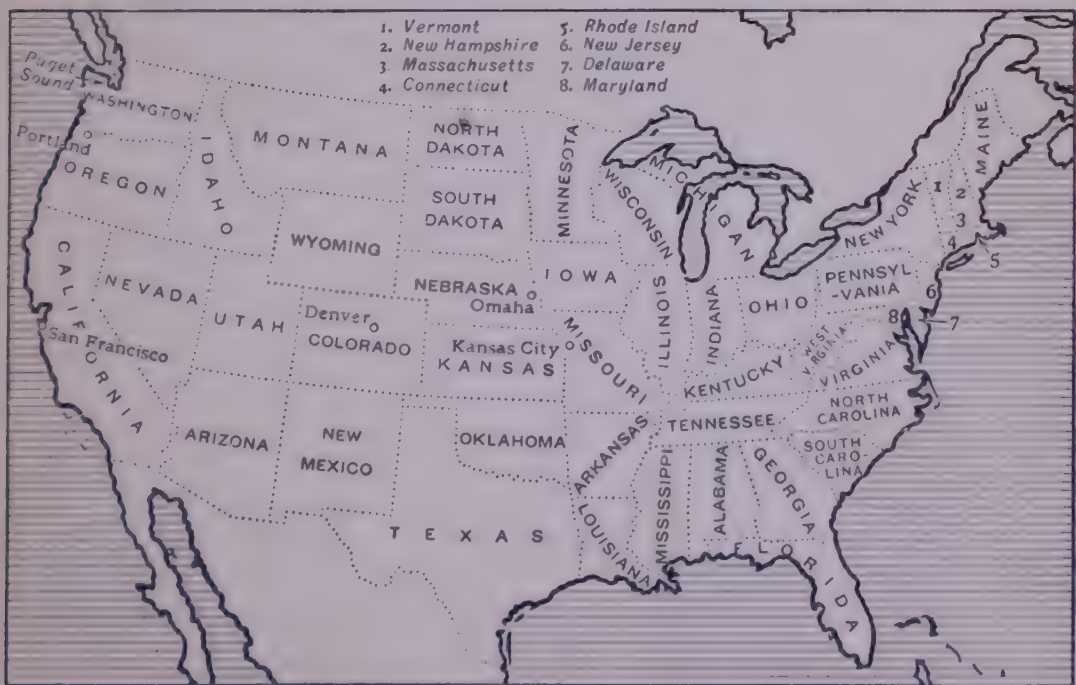 1. Vermont
2. New Hampshire
3. Massachusetts
4. Connecticut
5. Rhode Island
6. New Jersey
7. Delaware
8. Maryland
Puget
Sound
WASHINGTON
Portland
OREGON
IDAHO
MONTANA
NORTH
DAKOTA
SOUTH
DAKOTA
MINNESOTA
WISCONSIN
MICHIGAN
MAINE
NEW YORK
1
2
3
4
5
WYOMING
NEBRASKA
Omaha
IOWA
CALIFORNIA
NEVADA
UTAH
Denver
COLORADO
Kansas City
KANSAS
MISSOURI
ILLINOIS
INDIANA
OHIO
PENNSYL
-VANIA
6
7
8
San Francisco
WEST
VIRGINIA
VIRGINIA
KENTUCKY
NORTH
CAROLINA
TENNESSEE
SOUTH
CARO-
LINA
ARIZONA
NEW
MEXICO
OKLAHOMA
ARKANSAS
TEXAS
LOUISIANA
MISSISSIPPI
ALABAMA
GEORGIA
FLORIDA